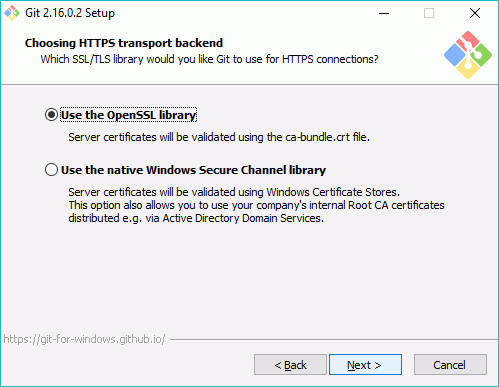 Git 2.16.0.2 Setup
Choosing HTTPS transport backend
Which SSL/TLS library would you like Git to use for HTTPS connections?
Use the OpenSSL library
Server certificates will be validated using the ca-bundle.crt file.
Use the native Windows Secure Channel library
Server certificates will be validated using Windows Certificate Stores.
This option also allows you to use your company's internal Root CA certificates
distributed e.g. via Active Directory Domain Services.
https://git-for-windows.github.io/
< Back
Next >
Cancel